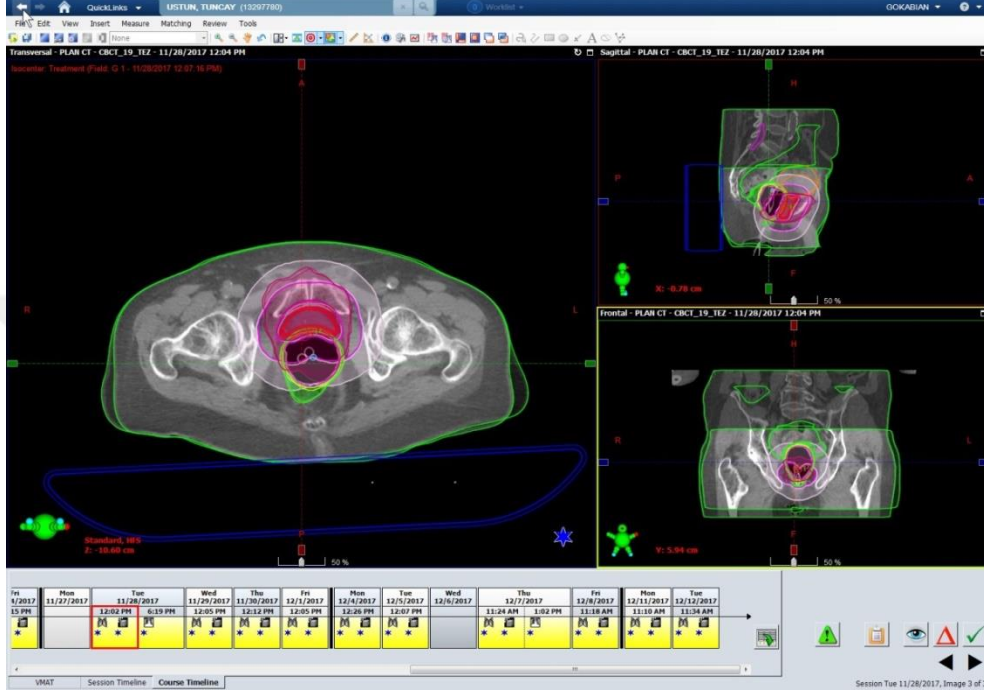 QuickLinks USTUN, TUNCAY (13297780) Worklist GOKABIAN
File Edit View Insert Measure Matching Review Tools
None
Transversal - PLAN CT - CBCT_19_TEZ - 11/28/2017 12:04 PM
Sagittal - PLAN CT - CBCT_19_TEZ - 11/28/2017 12:04 PM
Isocenter: Treatment (Field: G 1 - 11/28/2017 12:07:16 PM)
A
H
P
A
R
L
F
X: -0.78 cm
50 %
Frontal - PLAN CT - CBCT_19_TEZ - 11/28/2017 12:04 PM
H
R
L
F
Y: 5.94 cm
50 %
P
Standard, HFS
Z: -10.60 cm
50 %
Fri Mon Tue Wed Thu Fri Mon Tue Wed Thu Fri Mon Tue
/2017 11/27/2017 11/28/2017 11/29/2017 11/30/2017 12/1/2017 12/4/2017 12/5/2017 12/6/2017 12/7/2017 12/8/2017 12/11/2017 12/12/2017
15 PM 12:02 PM 6:19 PM 12:05 PM 12:12 PM 12:05 PM 12:26 PM 12:07 PM 11:24 AM 1:02 PM 11:18 AM 11:10 AM 11:34 AM
VMAT Session Timeline Course Timeline
Session Tue 11/28/2017, Image 3 of